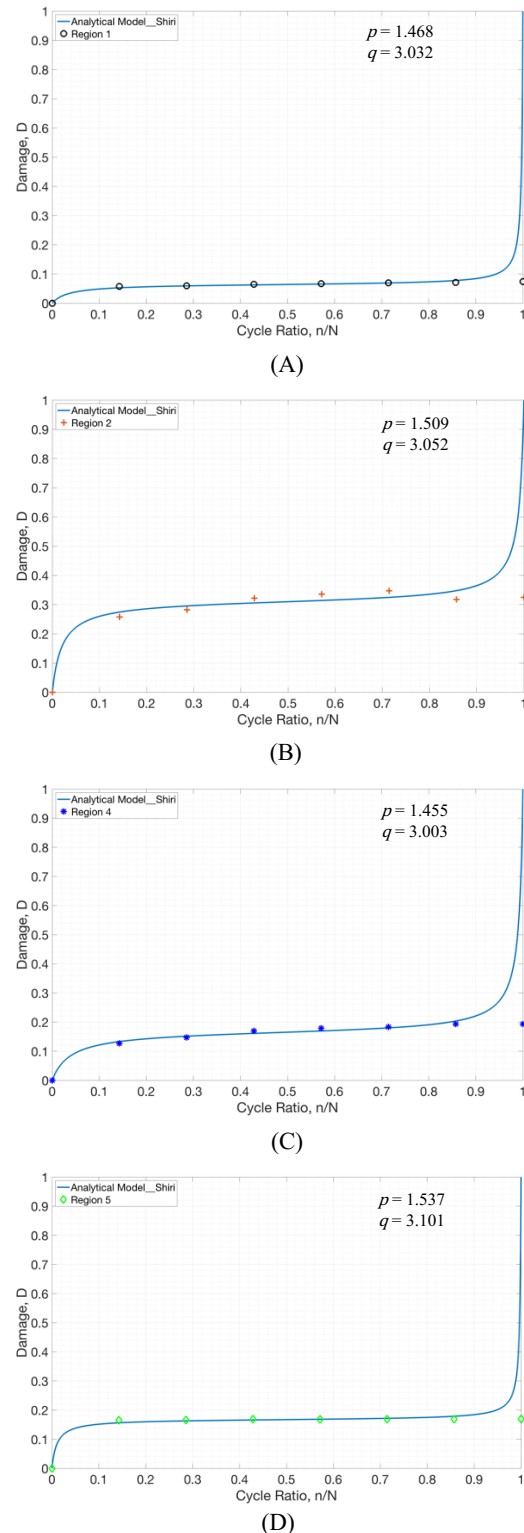 1
Analytical Model__Shiri
Region 1
p = 1.468
q = 3.032
0.9
0.8
0.7
0.6
0.5
0.4
0.3
0.2
0.1
0
Damage, D
0 0.1 0.2 0.3 0.4 0.5 0.6 0.7 0.8 0.9 1
Cycle Ratio, n/N
(A)
1
Analytical Model__Shiri
Region 2
p = 1.509
q = 3.052
0.9
0.8
0.7
0.6
0.5
0.4
0.3
0.2
0.1
0
Damage, D
0 0.1 0.2 0.3 0.4 0.5 0.6 0.7 0.8 0.9 1
Cycle Ratio, n/N
(B)
1
Analytical Model__Shiri
Region 4
p = 1.455
q = 3.003
0.9
0.8
0.7
0.6
0.5
0.4
0.3
0.2
0.1
0
Damage, D
0 0.1 0.2 0.3 0.4 0.5 0.6 0.7 0.8 0.9 1
Cycle Ratio, n/N
(C)
1
Analytical Model__Shiri
Region 5
p = 1.537
q = 3.101
0.9
0.8
0.7
0.6
0.5
0.4
0.3
0.2
0.1
0
Damage, D
0 0.1 0.2 0.3 0.4 0.5 0.6 0.7 0.8 0.9 1
Cycle Ratio, n/N
(D)